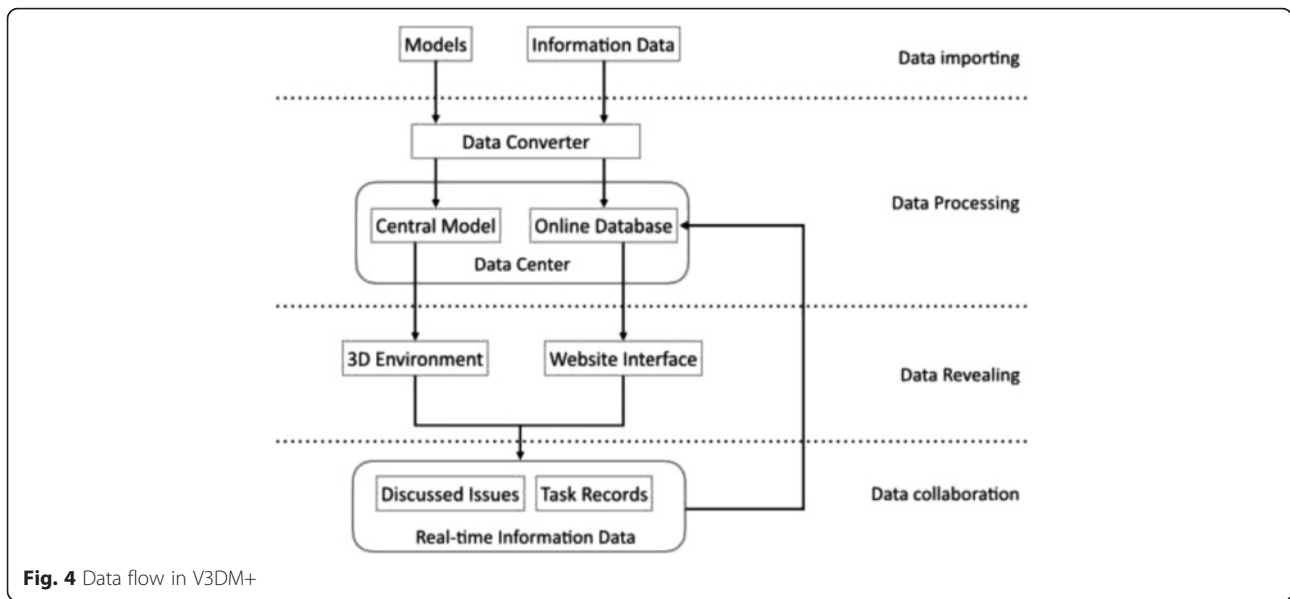 Models
Information Data
Data importing
Data Converter
Data Processing
Central Model
Online Database
Data Center
3D Environment
Website Interface
Data Revealing
Discussed Issues
Task Records
Data collaboration
Real-time Information Data
Fig. 4 Data flow in V3DM+